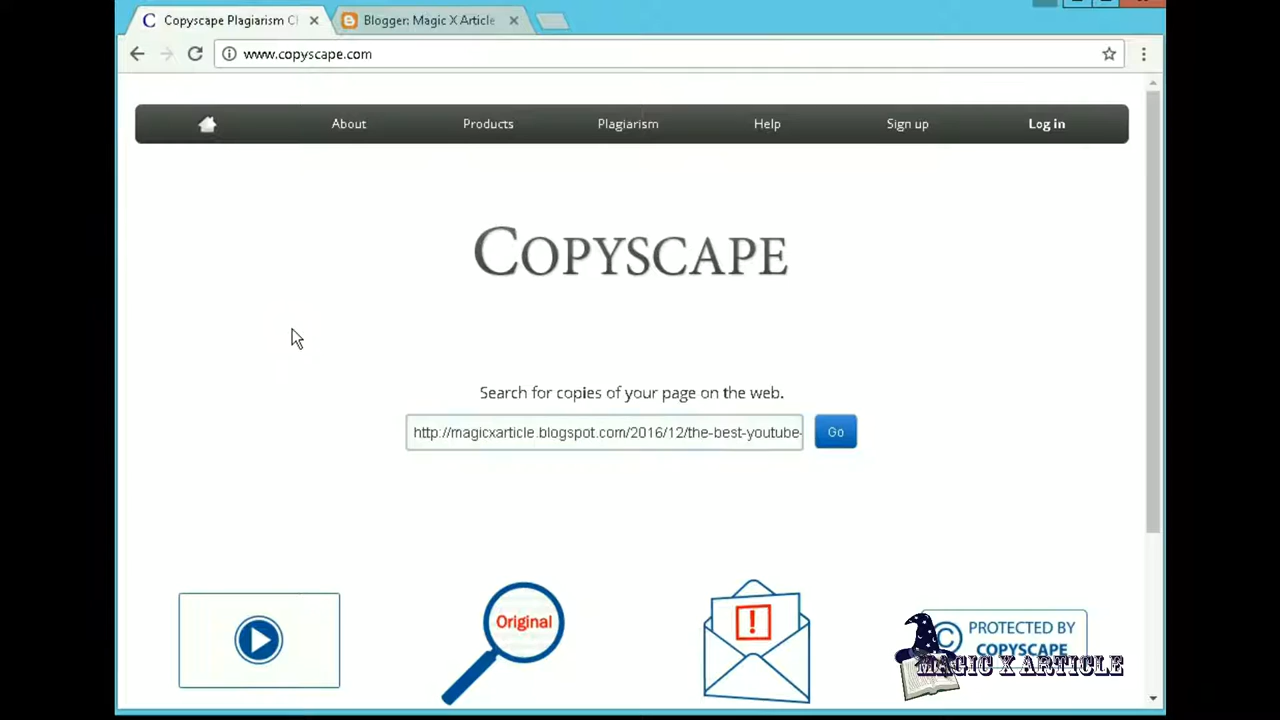 Copyscape Plagiarism Cl
Blogger: Magic X Article
www.copyscape.com
About
Products
Plagiarism
Help
Sign up
Log in
COPYSCAPE
Search for copies of your page on the web.
http://magicxarticle.blogspot.com/2016/12/the-best-youtube-
Go
Original
!
PROTECTED BY
COPYSCAPE
MAGIC X ARTICLE